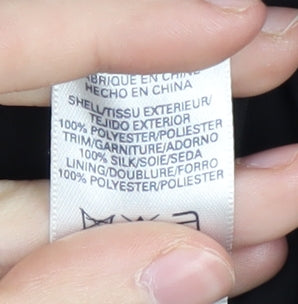 FABRIQUE EN CHINE
HECHO EN CHINA
SHELL/TISSU EXTERIEUR/
TEJIDO EXTERIOR
100% POLYESTER/POLIESTER
TRIM/GARNITURE/ADORNO
100% SILK/SOIE/SEDA
LINING/DOUBLURE/FORRO
100% POLYESTER/POLIESTER